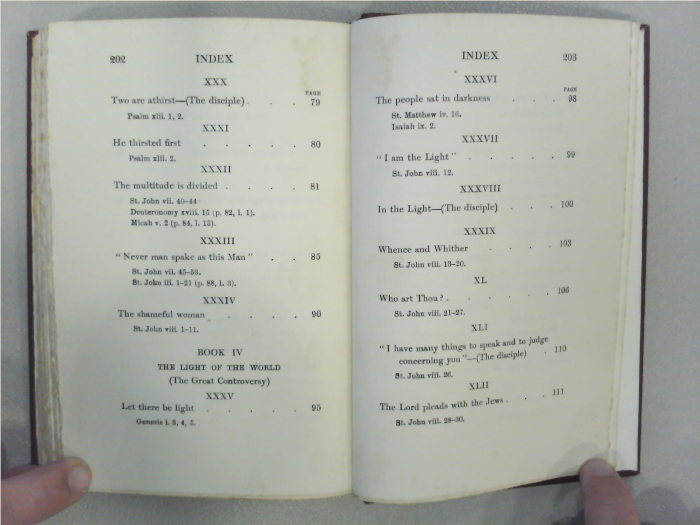 202 INDEX
XXX
PAGE
Two are athirst—(The disciple) . . . 79
Psalm xlii. 1, 2.
XXXI
He thirsted first . . . . . 80
Psalm xlii. 2.
XXXII
The multitude is divided . . . . 81
St. John vii. 40–44
Deuteronomy xviii. 15 (p. 82, l. 1).
Micah v. 2 (p. 84, l. 13).
XXXIII
“Never man spake as this Man” . . 85
St. John vii. 45–53.
St. John iii. 1–21 (p. 88, l. 3).
XXXIV
The shameful woman . . . . 90
St. John viii. 1–11.
BOOK IV
THE LIGHT OF THE WORLD
(The Great Controversy)
XXXV
Let there be light . . . . . 95
Genesis i. 3, 4, 5.
INDEX 203
XXXVI
PAGE
The people sat in darkness . . . 98
St. Matthew iv. 16.
Isaiah ix. 2.
XXXVII
“I am the Light” . . . . . 99
St. John viii. 12.
XXXVIII
In the Light—(The disciple) . . . 100
XXXIX
Whence and Whither . . . . 103
St. John viii. 13–20.
XL
Who art Thou? . . . . . 106
St. John viii. 21–27.
XLI
“I have many things to speak and to judge
concerning you”—(The disciple) . 110
St. John viii. 26.
XLII
The Lord pleads with the Jews . . . 111
St. John viii. 28–30.